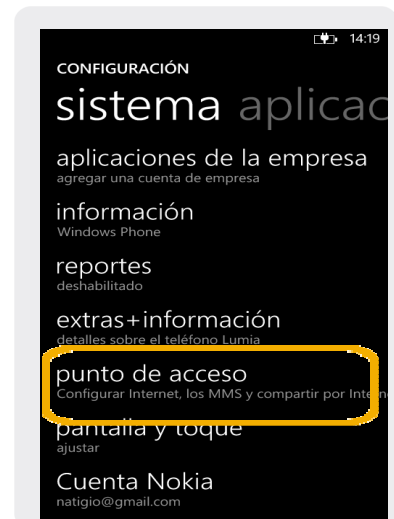 14:19
CONFIGURACIÓN
sistema aplicac
aplicaciones de la empresa
agregar una cuenta de empresa
información
Windows Phone
reportes
deshabilitado
extras+información
detalles sobre el teléfono Lumia
punto de acceso
Configurar Internet, los MMS y compartir por Intern
pantalla y toque
ajustar
Cuenta Nokia
natigio@gmail.com